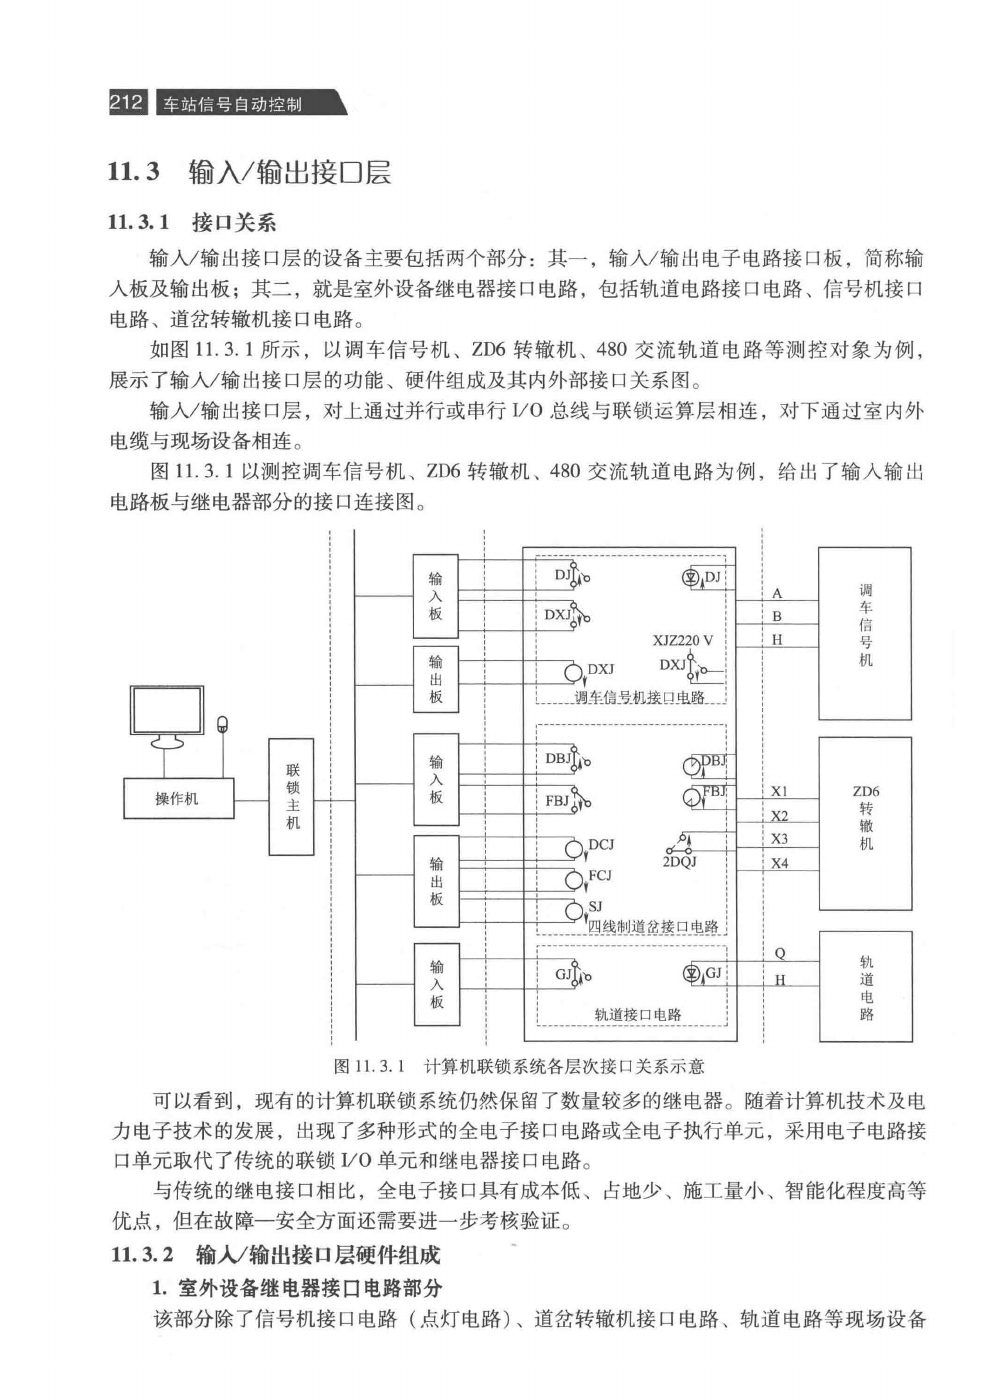 212 车站信号自动控制
11.3 输入/输出接口层
11.3.1 接口关系
输入/输出接口层的设备主要包括两个部分：其一，输入/输出电子电路接口板，简称输
入板及输出板；其二，就是室外设备继电器接口电路，包括轨道电路接口电路、信号机接口
电路、道岔转辙机接口电路。
如图 11.3.1 所示，以调车信号机、ZD6 转辙机、480 交流轨道电路等测控对象为例，
展示了输入/输出接口层的功能、硬件组成及其内外部接口关系图。
输入/输出接口层，对上通过并行或串行 I/O 总线与联锁运算层相连，对下通过室内外
电缆与现场设备相连。
图 11.3.1 以测控调车信号机、ZD6 转辙机、480 交流轨道电路为例，给出了输入输出
电路板与继电器部分的接口连接图。
操作机
联锁主机
输入板
输出板
输入板
输出板
输入板
DJ
DXJ
DXJ
DJ
XJZ220 V
DXJ
调车信号机接口电路
DBJ
FBJ
DCJ
FCJ
SJ
DBJ
FBJ
2DQJ
四线制道岔接口电路
GJ
GJ
轨道接口电路
A
B
H
X1
X2
X3
X4
Q
H
调车信号机
ZD6
转辙机
轨道电路
图 11.3.1 计算机联锁系统各层次接口关系示意
可以看到，现有的计算机联锁系统仍然保留了数量较多的继电器。随着计算机技术及电
力电子技术的发展，出现了多种形式的全电子接口电路或全电子执行单元，采用电子电路接
口单元取代了传统的联锁 I/O 单元和继电器接口电路。
与传统的继电接口相比，全电子接口具有成本低、占地少、施工量小、智能化程度高等
优点，但在故障—安全方面还需要进一步考核验证。
11.3.2 输入/输出接口层硬件组成
1. 室外设备继电器接口电路部分
该部分除了信号机接口电路（点灯电路）、道岔转辙机接口电路、轨道电路等现场设备